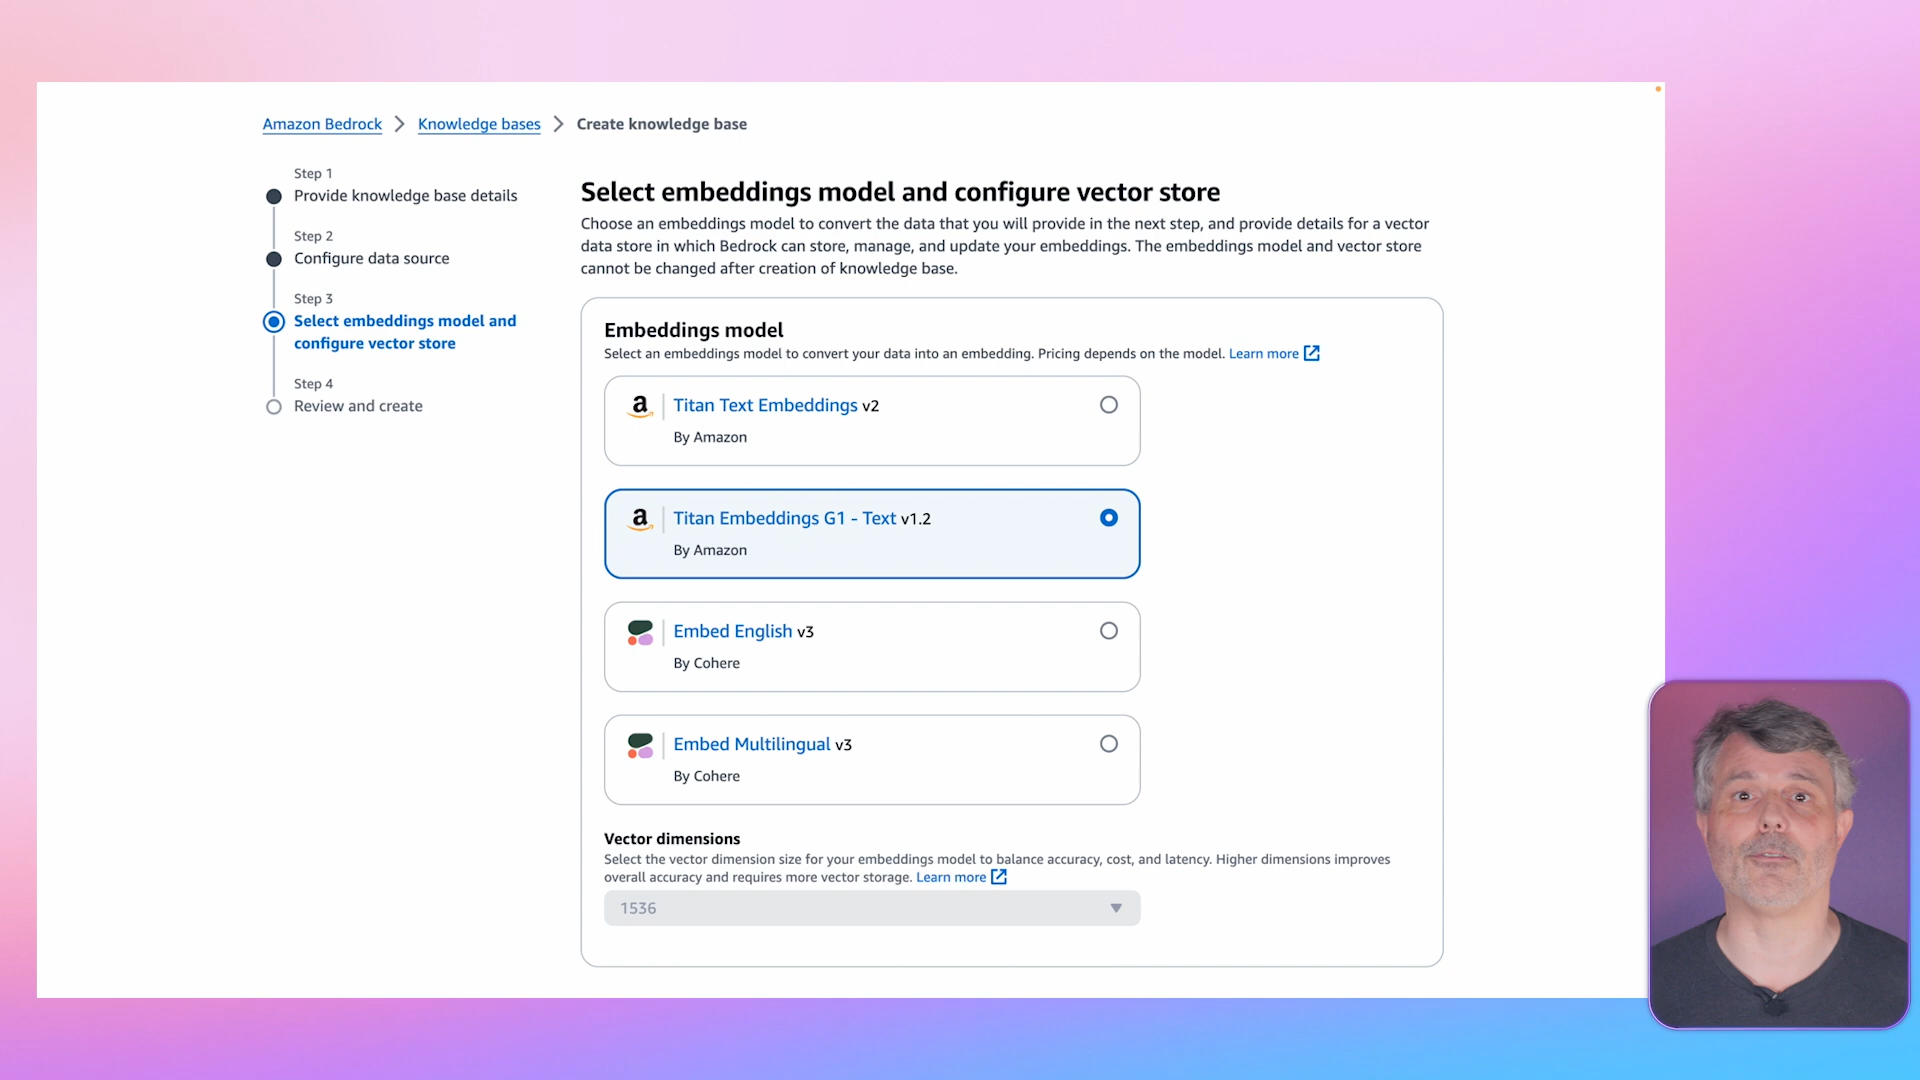 Amazon Bedrock > Knowledge bases > Create knowledge base
Step 1
Provide knowledge base details
Step 2
Configure data source
Step 3
Select embeddings model and
configure vector store
Step 4
Review and create
Select embeddings model and configure vector store
Choose an embeddings model to convert the data that you will provide in the next step, and provide details for a vector
data store in which Bedrock can store, manage, and update your embeddings. The embeddings model and vector store
cannot be changed after creation of knowledge base.
Embeddings model
Select an embeddings model to convert your data into an embedding. Pricing depends on the model. Learn more
Titan Text Embeddings v2
By Amazon
Titan Embeddings G1 - Text v1.2
By Amazon
Embed English v3
By Cohere
Embed Multilingual v3
By Cohere
Vector dimensions
Select the vector dimension size for your embeddings model to balance accuracy, cost, and latency. Higher dimensions improves
overall accuracy and requires more vector storage. Learn more
1536